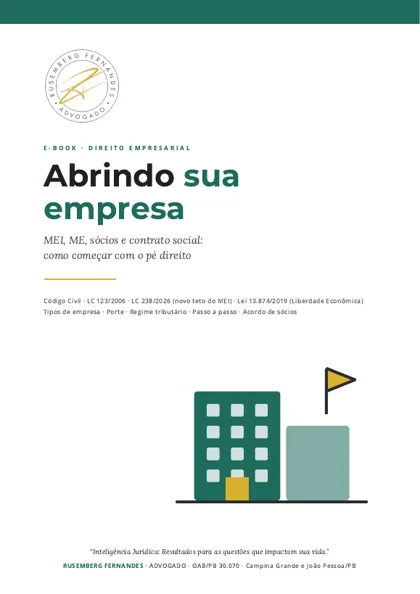 RUSEMBERG FERNANDES
ADVOGADO
E-BOOK · DIREITO EMPRESARIAL
Abrindo sua
empresa
MEI, ME, sócios e contrato social:
como começar com o pé direito
Código Civil · LC 123/2006 · LC 238/2026 (novo teto do MEI) · Lei 13.874/2019 (Liberdade Econômica)
Tipos de empresa · Porte · Regime tributário · Passo a passo · Acordo de sócios
"Inteligência Jurídica: Resultados para as questões que impactam sua vida."
RUSEMBERG FERNANDES · ADVOGADO · OAB/PB 30.070 · Campina Grande e João Pessoa/PB